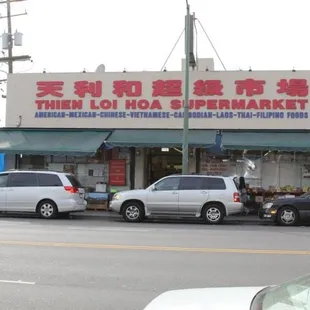 天利和超級市場
THIEN LOI HOA SUPERMARKET
AMERICAN-MEXICAN-CHINESE-VIETNAMESE-CAMBODIAN-LAOS-THAI-FILIPINO FOODS